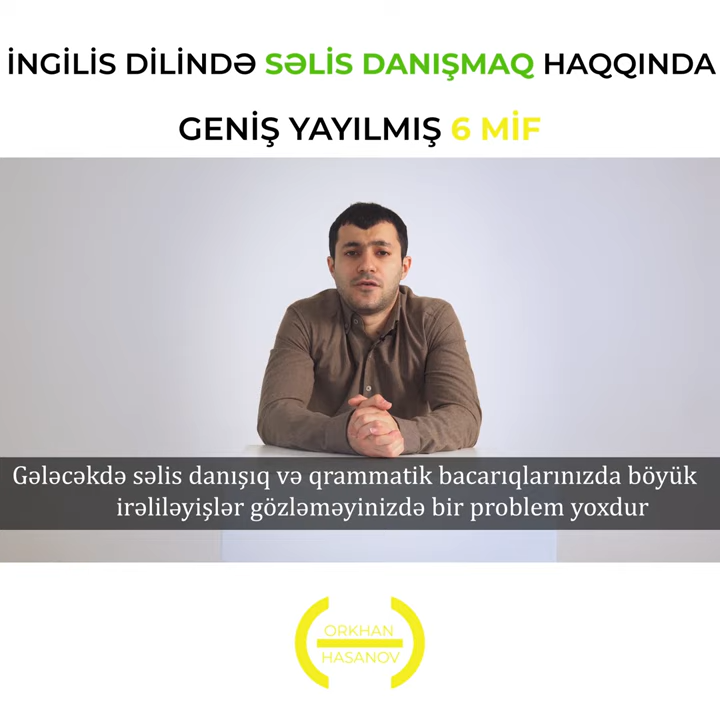 İNGİLİS DİLİNDƏ SƏLİS DANIŞMAQ HAQQINDA
GENİŞ YAYILMIŞ 6 MİF
Gələcəkdə səlis danışıq və qrammatik bacarıqlarınızda böyük
irəliləyişlər gözləməyinizdə bir problem yoxdur
ORKHAN
HASANOV